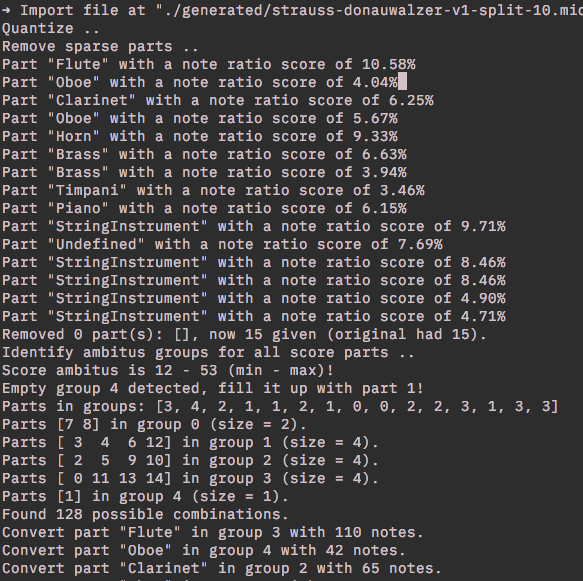 → Import file at "./generated/strauss-donauwalzer-v1-split-10.mid
Quantize ..
Remove sparse parts ..
Part "Flute" with a note ratio score of 10.58%
Part "Oboe" with a note ratio score of 4.04%
Part "Clarinet" with a note ratio score of 6.25%
Part "Oboe" with a note ratio score of 5.67%
Part "Horn" with a note ratio score of 9.33%
Part "Brass" with a note ratio score of 6.63%
Part "Brass" with a note ratio score of 3.94%
Part "Timpani" with a note ratio score of 3.46%
Part "Piano" with a note ratio score of 6.15%
Part "StringInstrument" with a note ratio score of 9.71%
Part "Undefined" with a note ratio score of 7.69%
Part "StringInstrument" with a note ratio score of 8.46%
Part "StringInstrument" with a note ratio score of 8.46%
Part "StringInstrument" with a note ratio score of 4.90%
Part "StringInstrument" with a note ratio score of 4.71%
Removed 0 part(s): [], now 15 given (original had 15).
Identify ambitus groups for all score parts ..
Score ambitus is 12 - 53 (min - max)!
Empty group 4 detected, fill it up with part 1!
Parts in groups: [3, 4, 2, 1, 1, 2, 1, 0, 0, 2, 2, 3, 1, 3, 3]
Parts [7 8] in group 0 (size = 2).
Parts [ 3  4  6 12] in group 1 (size = 4).
Parts [ 2  5  9 10] in group 2 (size = 4).
Parts [ 0 11 13 14] in group 3 (size = 4).
Parts [1] in group 4 (size = 1).
Found 128 possible combinations.
Convert part "Flute" in group 3 with 110 notes.
Convert part "Oboe" in group 4 with 42 notes.
Convert part "Clarinet" in group 2 with 65 notes.